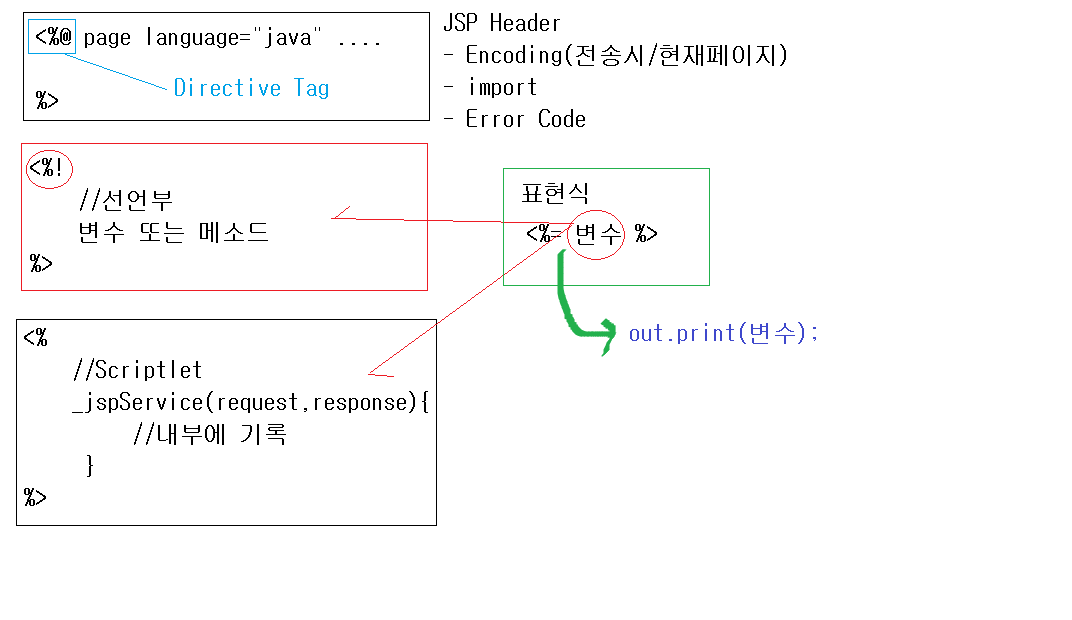 <%@ page language="java" ....
Directive Tag
%>
JSP Header
- Encoding(전송시/현재페이지)
- import
- Error Code
<%!
//선언부
변수 또는 메소드
%>
표현식
<%= 변수 %>
out.print(변수);
<%
//Scriptlet
_jspService(request,response){
//내부에 기록
}
%>